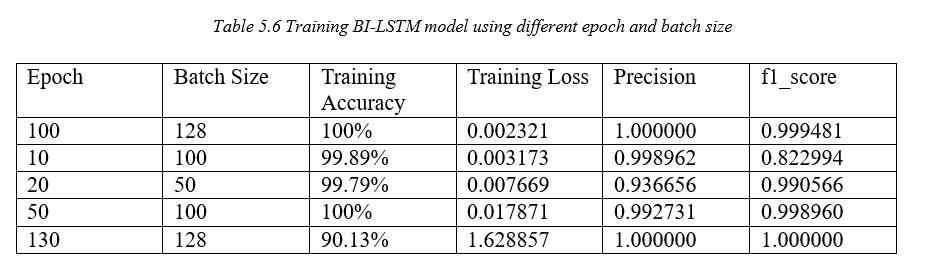 Table 5.6 Training BI-LSTM model using different epoch and batch size
Epoch Batch Size Training Accuracy Training Loss Precision f1_score
100 128 100% 0.002321 1.000000 0.999481
10 100 99.89% 0.003173 0.998962 0.822994
20 50 99.79% 0.007669 0.936656 0.990566
50 100 100% 0.017871 0.992731 0.998960
130 128 90.13% 1.628857 1.000000 1.000000